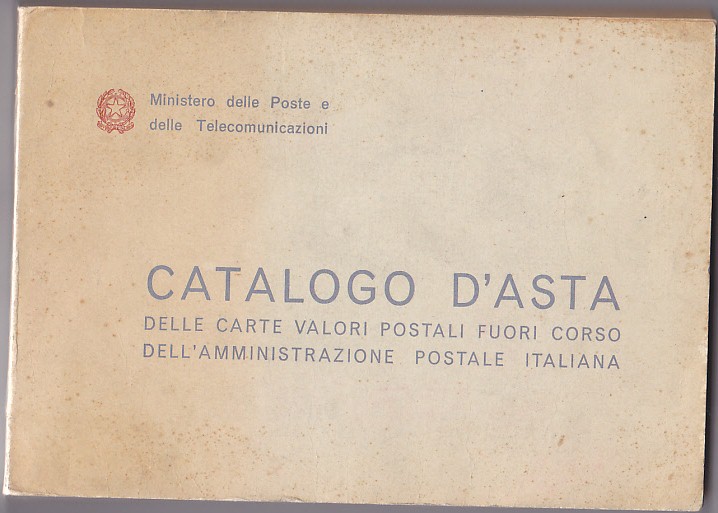 Ministero delle Poste e
delle Telecomunicazioni
CATALOGO D'ASTA
DELLE CARTE VALORI POSTALI FUORI CORSO
DELL'AMMINISTRAZIONE POSTALE ITALIANA